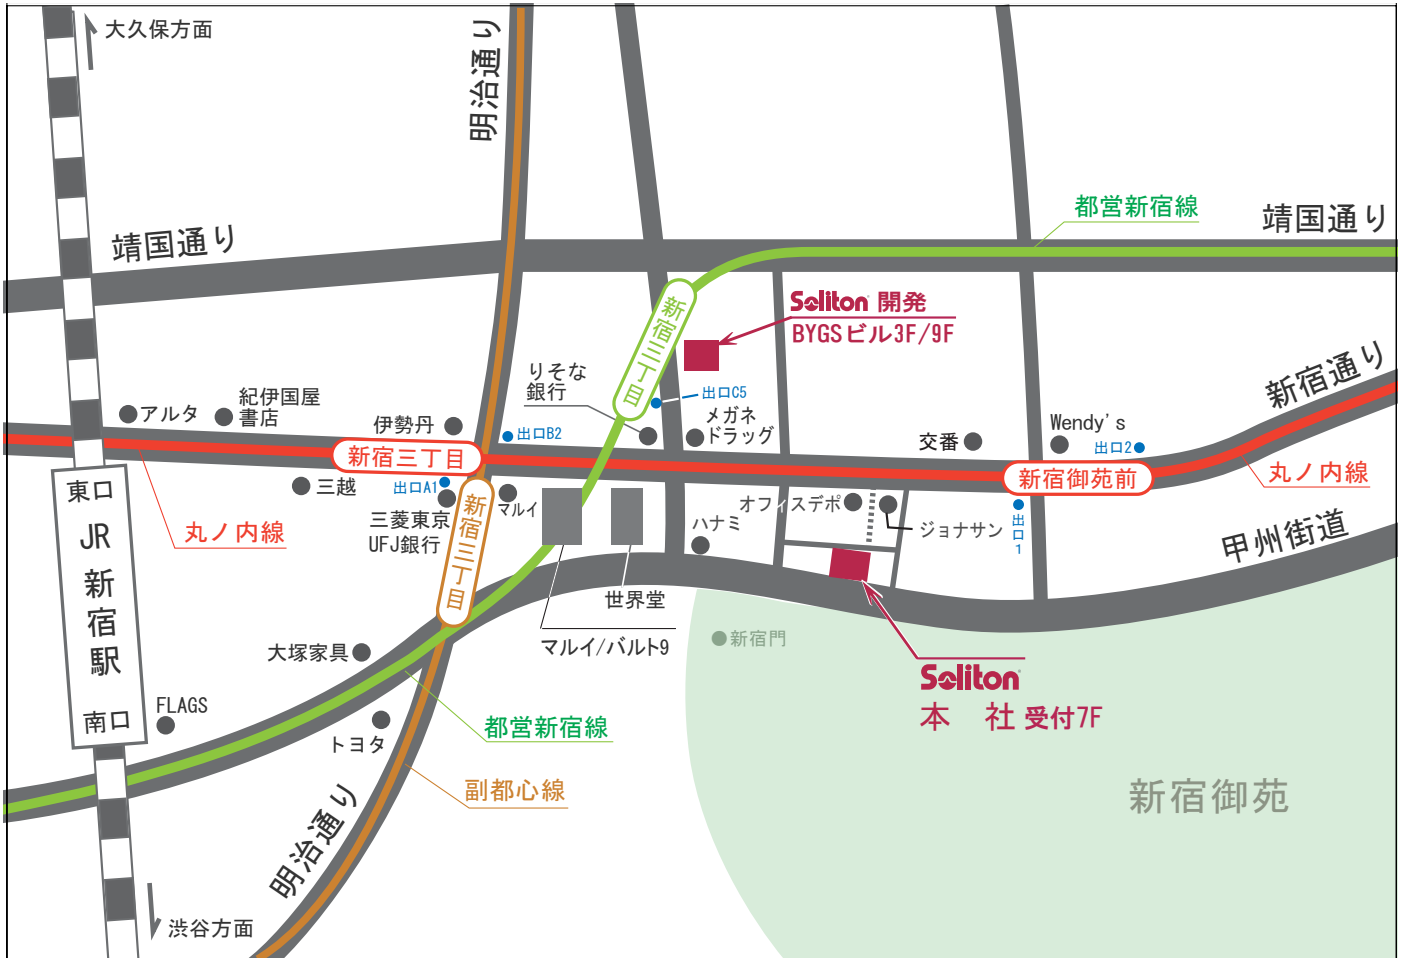 大久保方面
明治通り
靖国通り
都営新宿線
靖国通り
新宿三丁目
Soliton 開発
BYGSビル3F/9F
りそな
銀行
出口C5
メガネ
ドラッグ
新宿通り
アルタ
紀伊国屋
書店
伊勢丹
出口B2
交番
Wendy's
出口2
新宿三丁目
新宿御苑前
丸ノ内線
東口
JR
新
宿
駅
南口
三越
出口A1
三菱東京
UFJ銀行
新宿三丁目
マルイ
オフィスデポ
ジョナサン
出口1
ハナミ
丸ノ内線
甲州街道
世界堂
マルイ/バルト9
新宿門
大塚家具
Soliton
本 社 受付7F
FLAGS
トヨタ
都営新宿線
副都心線
新宿御苑
明治通り
渋谷方面